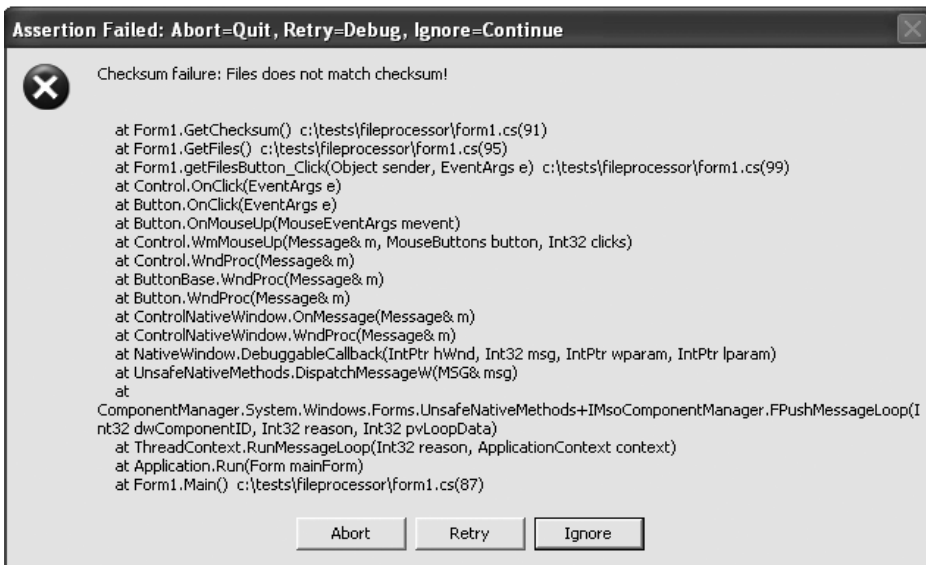 Assertion Failed: Abort=Quit, Retry=Debug, Ignore=Continue
Checksum failure: Files does not match checksum!
at Form1.GetChecksum() c:\tests\fileprocessor\form1.cs(91)
at Form1.GetFiles() c:\tests\fileprocessor\form1.cs(95)
at Form1.getFilesButton_Click(Object sender, EventArgs e) c:\tests\fileprocessor\form1.cs(99)
at Control.OnClick(EventArgs e)
at Button.OnClick(EventArgs e)
at Button.OnMouseUp(MouseEventArgs mevent)
at Control.WmMouseUp(Message& m, MouseButtons button, Int32 clicks)
at Control.WndProc(Message& m)
at ButtonBase.WndProc(Message& m)
at Button.WndProc(Message& m)
at ControlNativeWindow.OnMessage(Message& m)
at ControlNativeWindow.WndProc(Message& m)
at NativeWindow.DebuggableCallback(IntPtr hWnd, Int32 msg, IntPtr wparam, IntPtr lparam)
at UnsafeNativeMethods.DispatchMessageW(MSG& msg)
at
ComponentManager.System.Windows.Forms.UnsafeNativeMethods+IMsoComponentManager.FPushMessageLoop(I
nt32 dwComponentID, Int32 reason, Int32 pvLoopData)
at ThreadContext.RunMessageLoop(Int32 reason, ApplicationContext context)
at Application.Run(Form mainForm)
at Form1.Main() c:\tests\fileprocessor\form1.cs(87)
Abort Retry Ignore